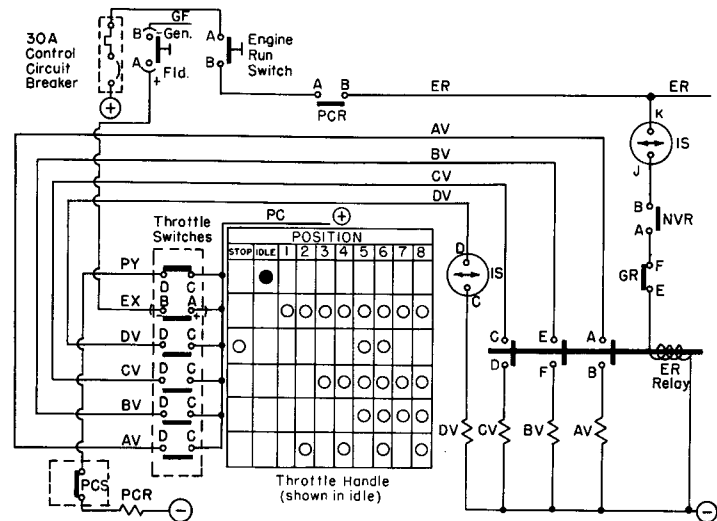 GF
30A
Control
Circuit
Breaker
+
B -Gen.
A Fld.
+
A
B
Engine
Run
Switch
A B
PCR
ER
ER
K
IS
J
AV
BV
CV
DV
B
A
NVR
F
E
GR
Throttle
Switches
PC +
POSITION
STOP IDLE 1 2 3 4 5 6 7 8
PY
D C
EX
B A
+
DV
D C
CV
D C
BV
D C
AV
D C
D
IS
C
C E A
D F B
ER
Relay
DV CV BV AV
PCS
PCR
−
−
Throttle Handle
(shown in idle)